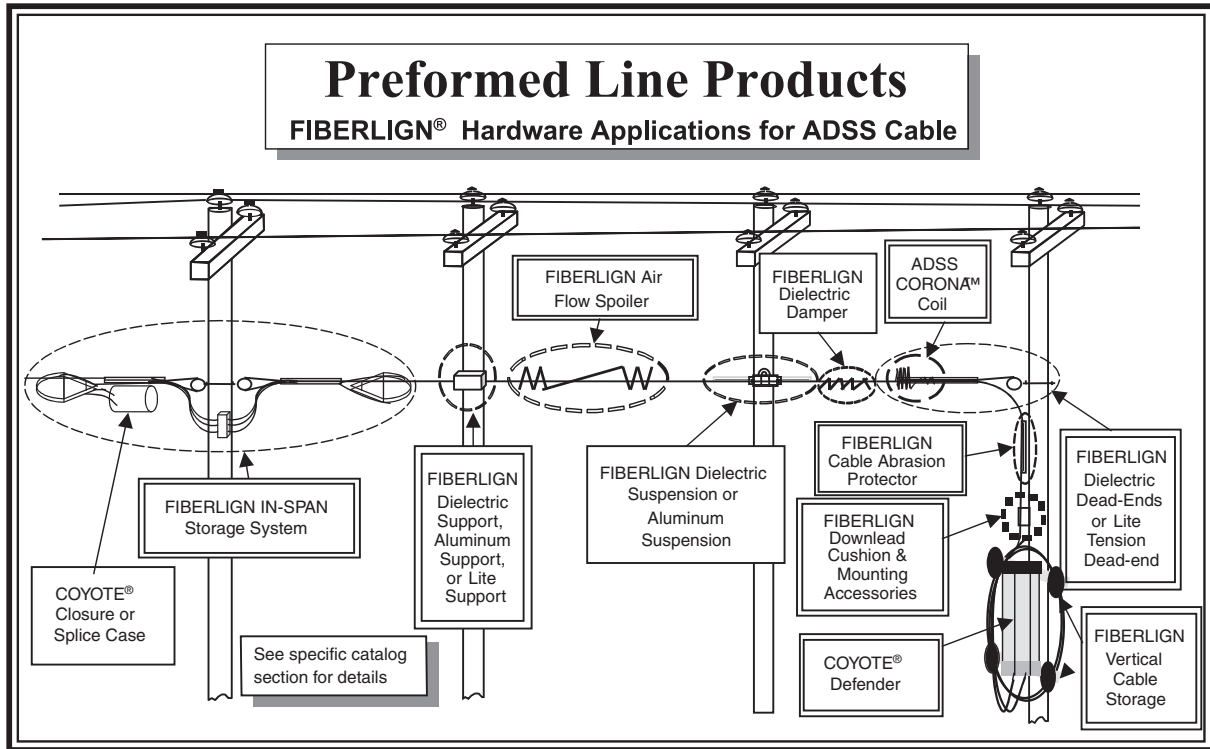 Preformed Line Products
FIBERLIGN® Hardware Applications for ADSS Cable
FIBERLIGN Air
Flow Spoiler
FIBERLIGN
Dielectric
Damper
ADSS
CORONA™
Coil
FIBERLIGN IN-SPAN
Storage System
COYOTE®
Closure or
Splice Case
See specific catalog
section for details
FIBERLIGN
Dielectric
Support,
Aluminum
Support,
or Lite
Support
FIBERLIGN Dielectric
Suspension or
Aluminum
Suspension
FIBERLIGN
Cable Abrasion
Protector
FIBERLIGN
Downlead
Cushion &
Mounting
Accessories
COYOTE®
Defender
FIBERLIGN
Dielectric
Dead-Ends
or Lite
Tension
Dead-end
FIBERLIGN
Vertical
Cable
Storage